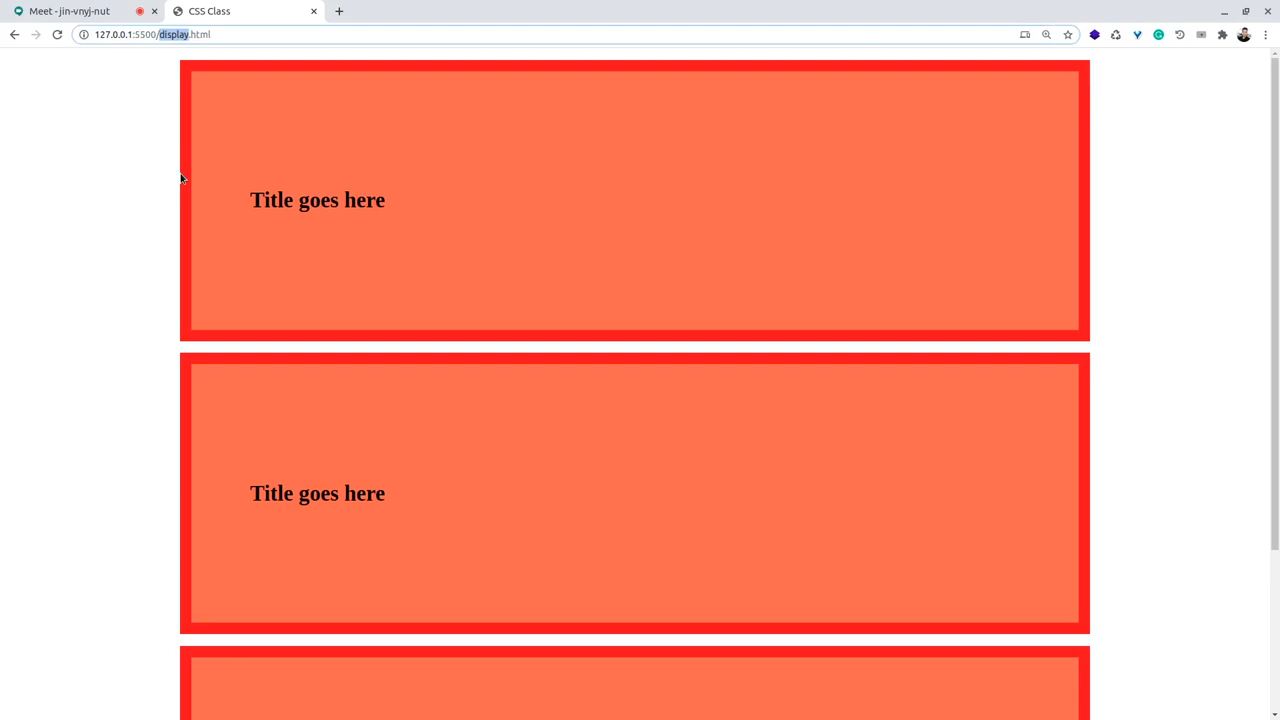 Meet - jin-vnyj-nut
CSS Class
127.0.0.1:5500/display.html
Title goes here
Title goes here